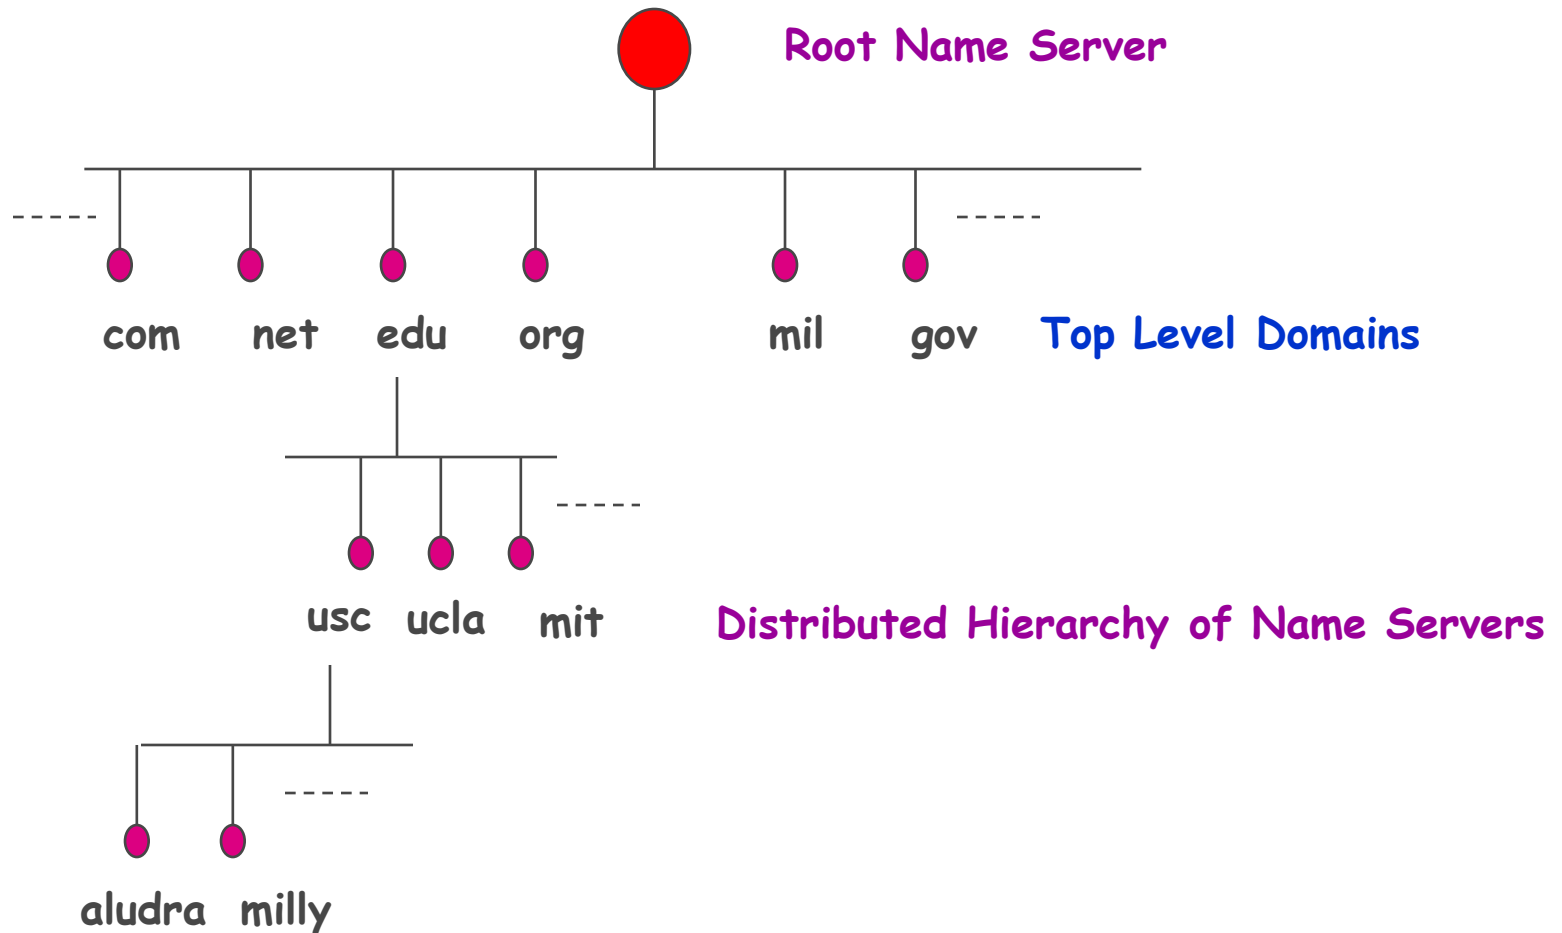 Root Name Server
com net edu org mil gov Top Level Domains
usc ucla mit Distributed Hierarchy of Name Servers
aludra milly